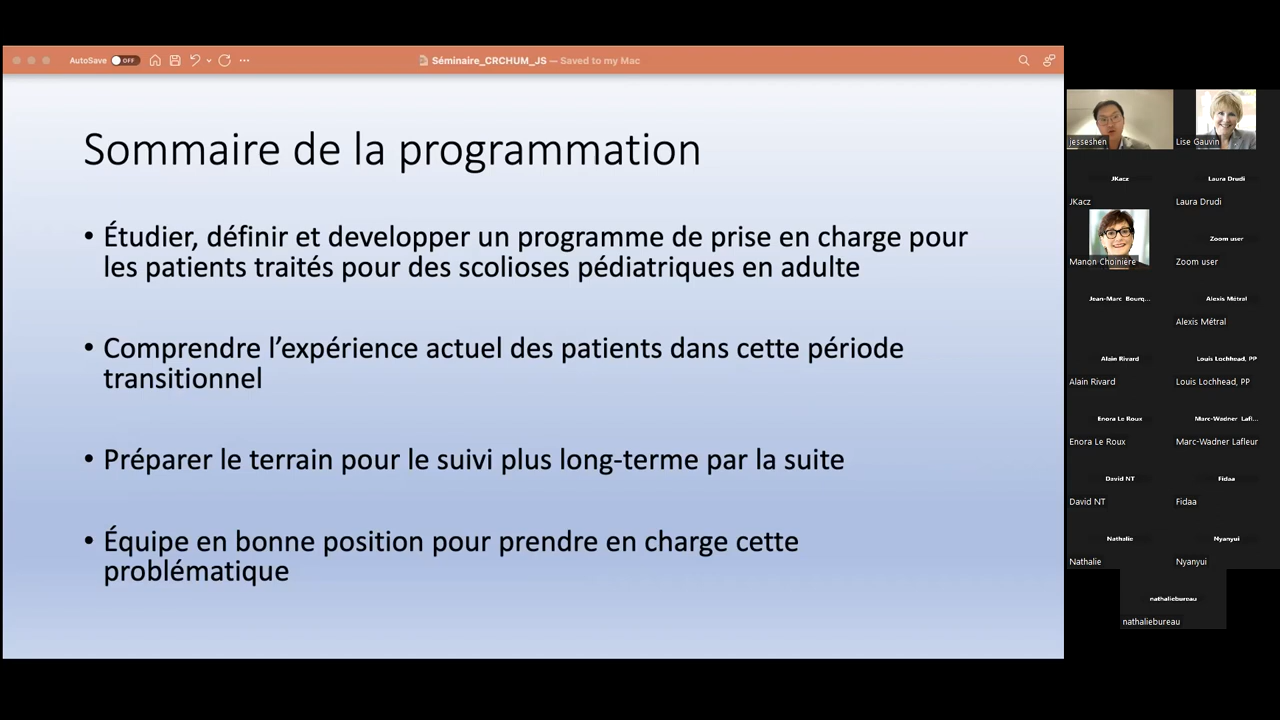 AutoSave OFF
Séminaire_CRCHUM_JS — Saved to my Mac
Sommaire de la programmation
• Étudier, définir et developper un programme de prise en charge pour
les patients traités pour des scolioses pédiatriques en adulte
• Comprendre l’expérience actuel des patients dans cette période
transitionnel
• Préparer le terrain pour le suivi plus long-terme par la suite
• Équipe en bonne position pour prendre en charge cette
problématique
jesseshen
Lise Gauvin
JKacz
Laura Drudi
JKacz
Laura Drudi
Zoom user
Manon Choinière
Zoom user
Jean-Marc Bourq...
Alexis Métral
Alexis Métral
Alain Rivard
Louis Lochhead, PP
Alain Rivard
Louis Lochhead, PP
Enora Le Roux
Marc-Wadner Lafl...
Enora Le Roux
Marc-Wadner Lafleur
David NT
Fidaa
David NT
Fidaa
Nathalie
Nyanyui
Nathalie
Nyanyui
nathaliebureau
nathaliebureau